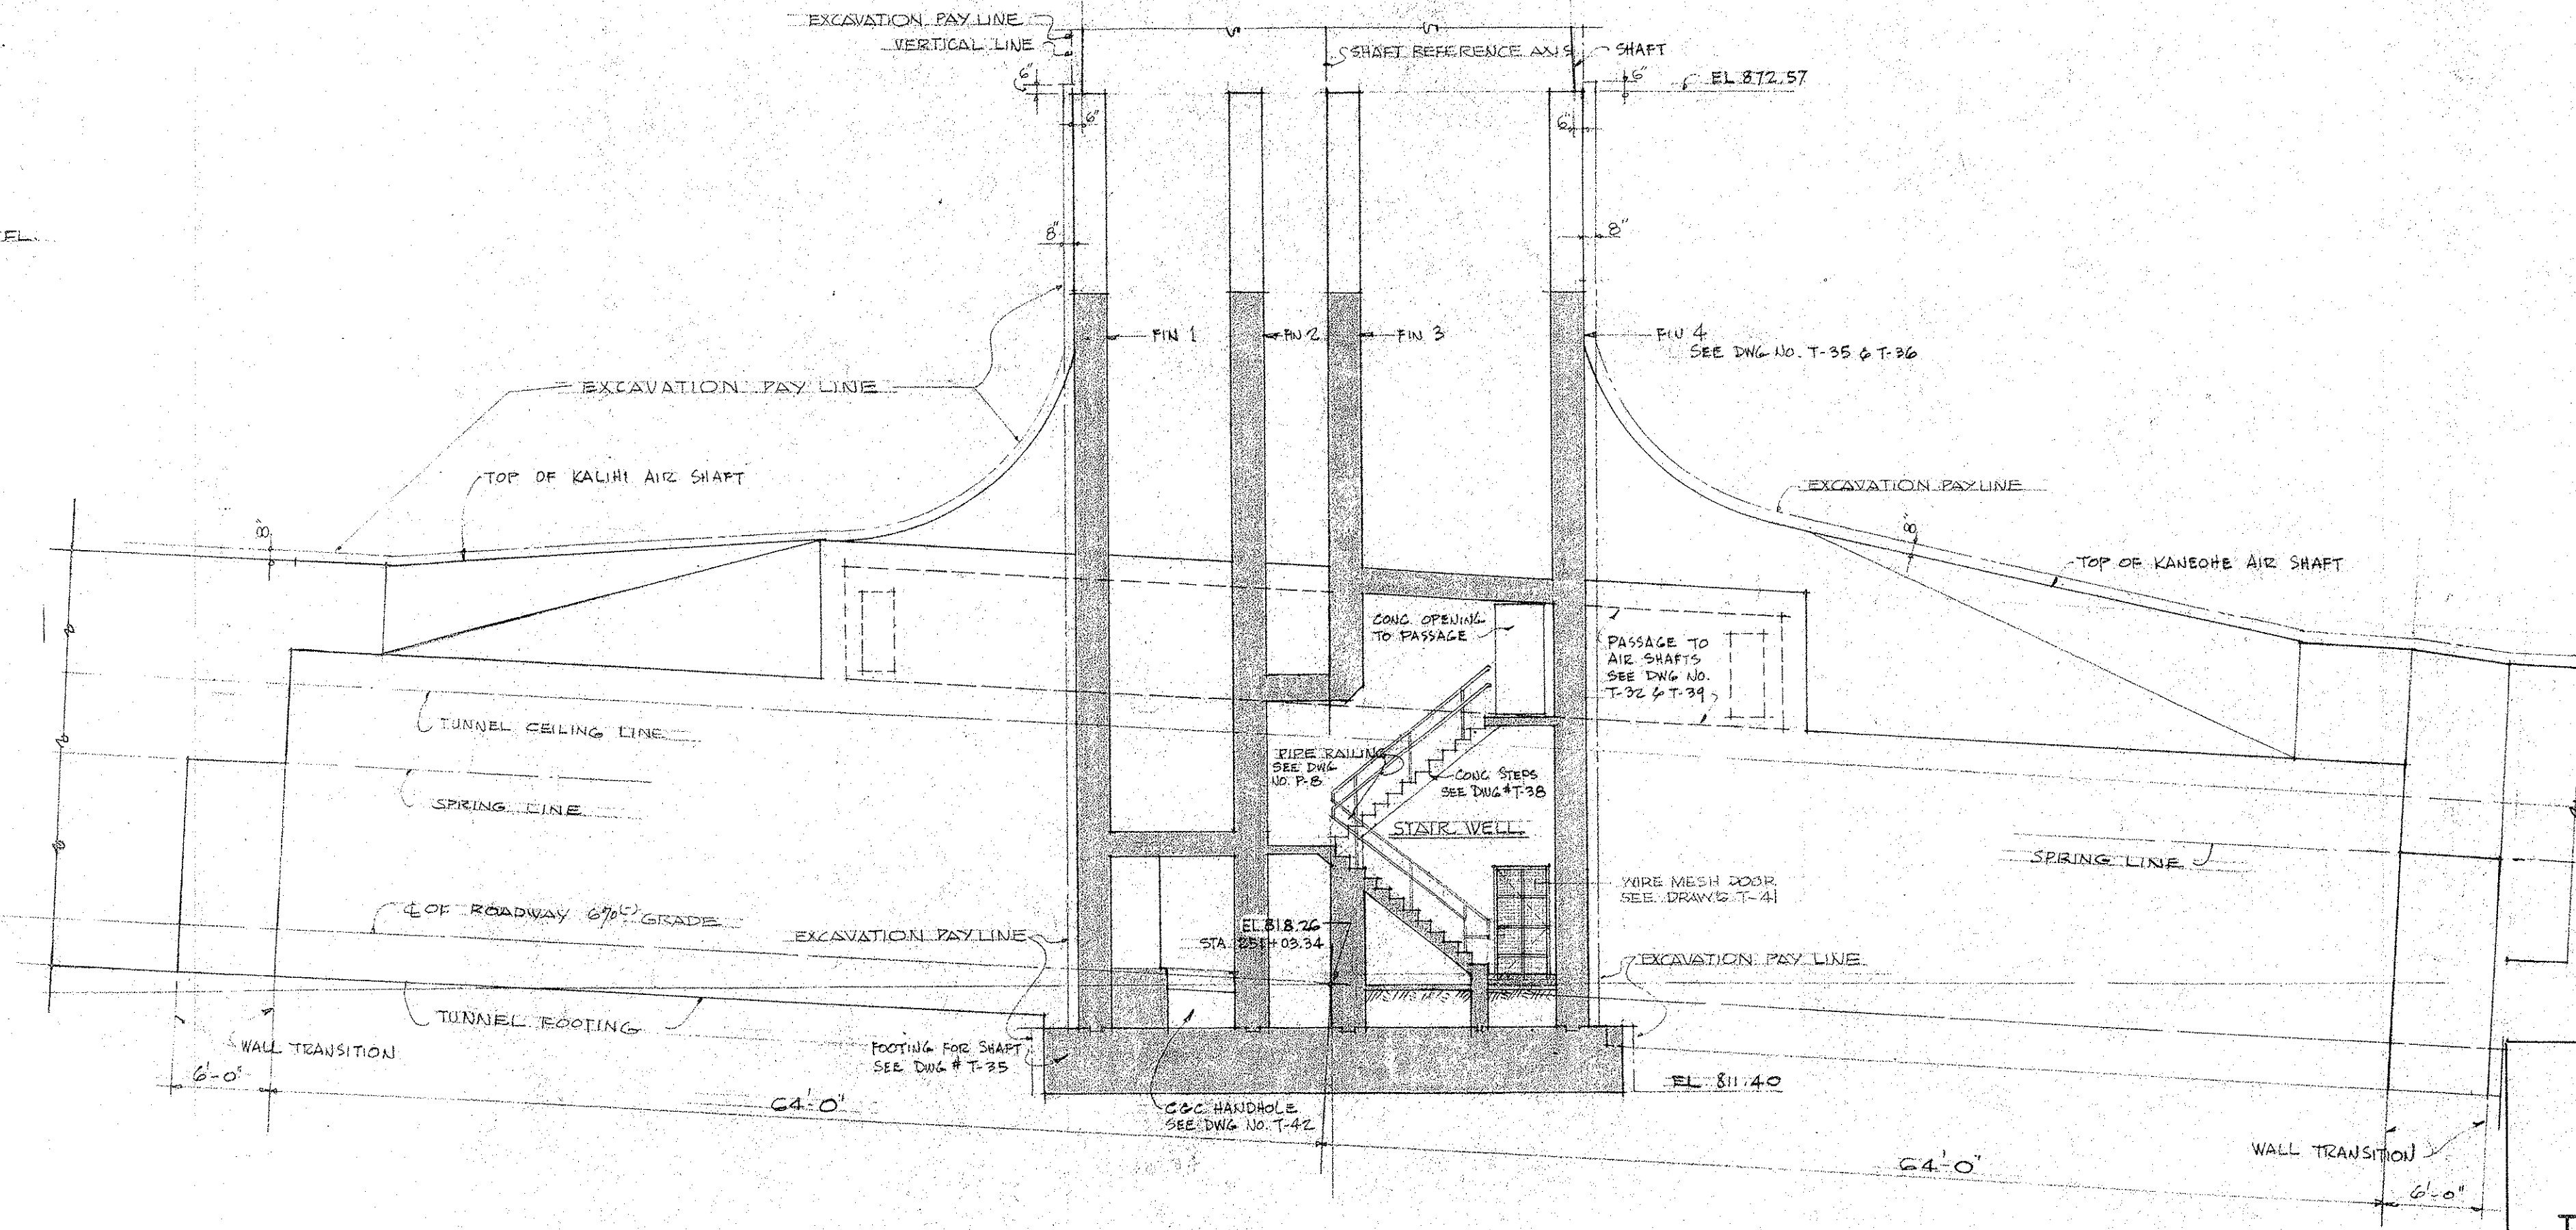 EXCAVATION PAY LINE
VERTICAL LINE
SHAFT REFERENCE AXIS
SHAFT
6"
6"
EL 872.57
6"
6"
EL.
8"
8"
FIN 1
FIN 2
FIN 3
FIN 4
SEE DWG NO. T-35 & T-36
EXCAVATION PAY LINE
TOP OF KALIHI AIR SHAFT
EXCAVATION PAYLINE
8"
8"
TOP OF KANEOHE AIR SHAFT
CONC. OPENING
TO PASSAGE
PASSAGE TO
AIR SHAFTS
SEE DWG NO.
T-32 & T-39
TUNNEL CEILING LINE
PIPE RAILING
SEE DWG
NO. P-8
CONC STEPS
SEE DWG # T-38
SPRING LINE
STAIR WELL
SPRING LINE
WIRE MESH DOOR
SEE DRAW'G T-41
℄ OF ROADWAY 6%(-) GRADE
EL 818.26
STA 251+03.34
EXCAVATION PAY LINE
EXCAVATION PAY LINE
TUNNEL FOOTING
WALL TRANSITION
FOOTING FOR SHAFT
SEE DWG # T-35
6'-0"
EL 811.40
64'-0"
C&C HANDHOLE
SEE DWG NO. T-42
WALL TRANSITION
64'-0"
6'-0"